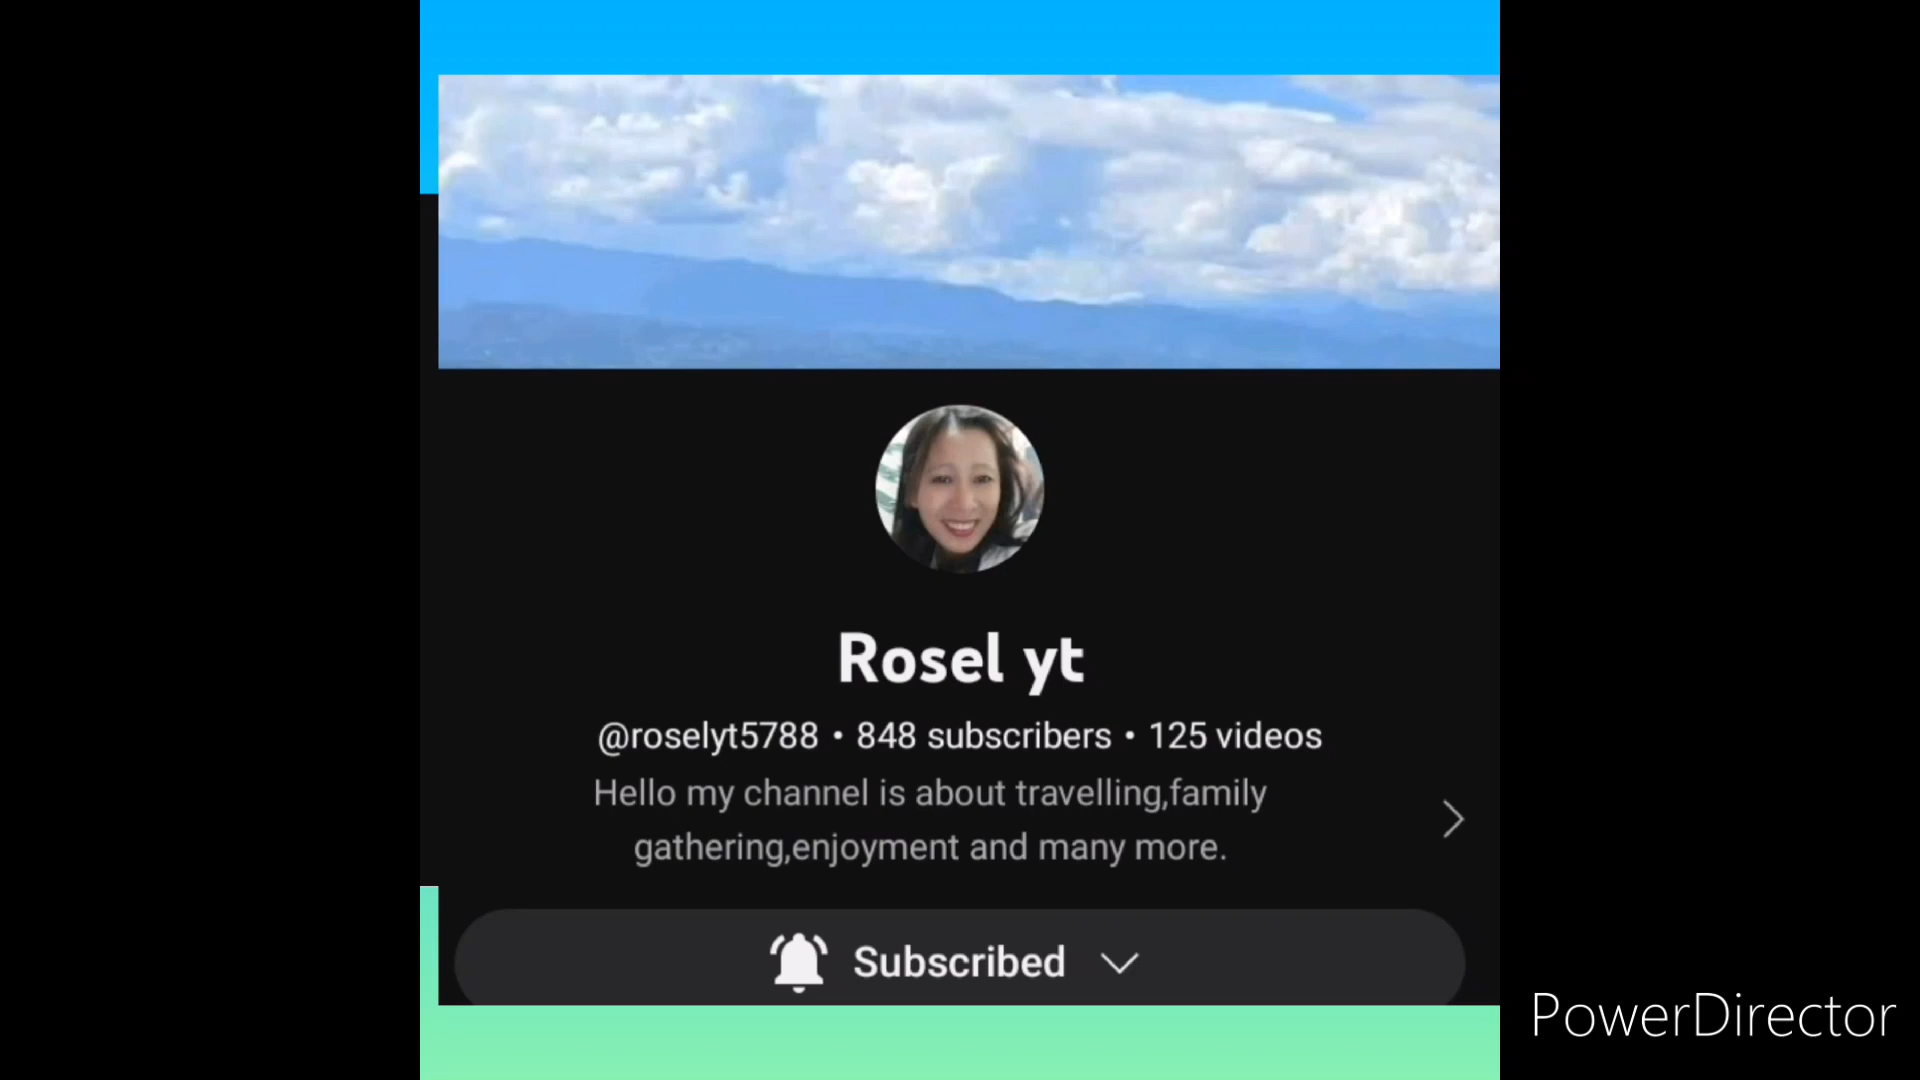 Rosel yt
@roselyt5788 • 848 subscribers • 125 videos
Hello my channel is about travelling,family
gathering,enjoyment and many more.
Subscribed
PowerDirector